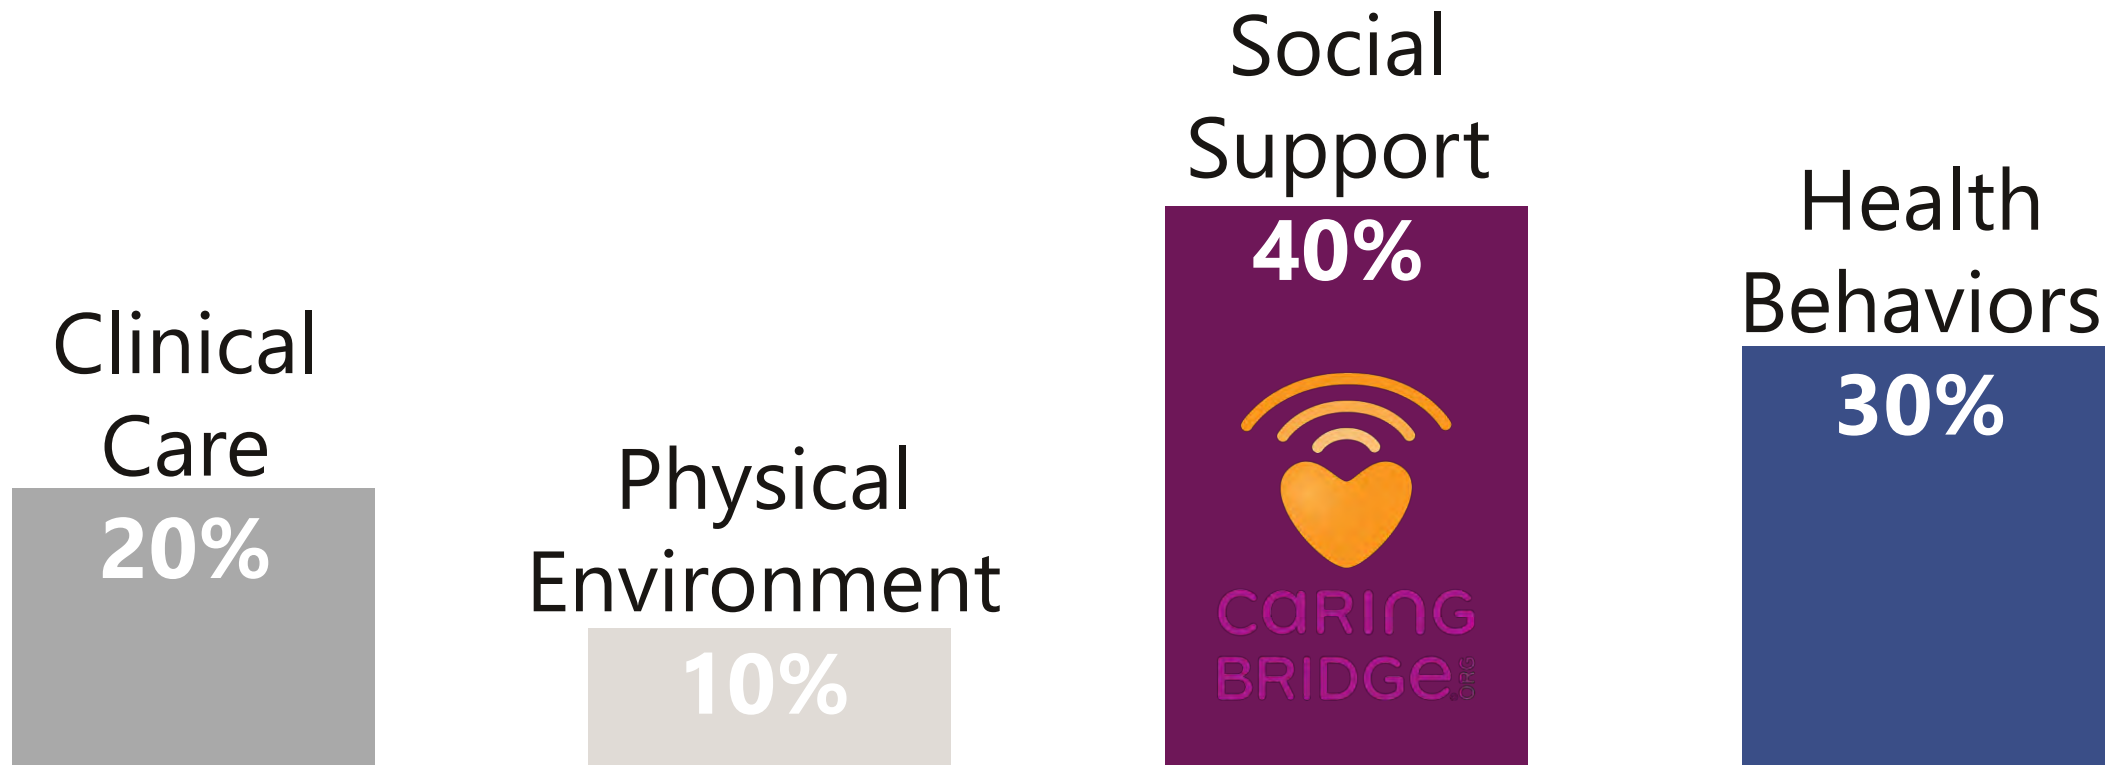 Clinical
Care
20%
Physical
Environment
10%
Social
Support
40%
CARING
BRIDGE.ORG
Health
Behaviors
30%